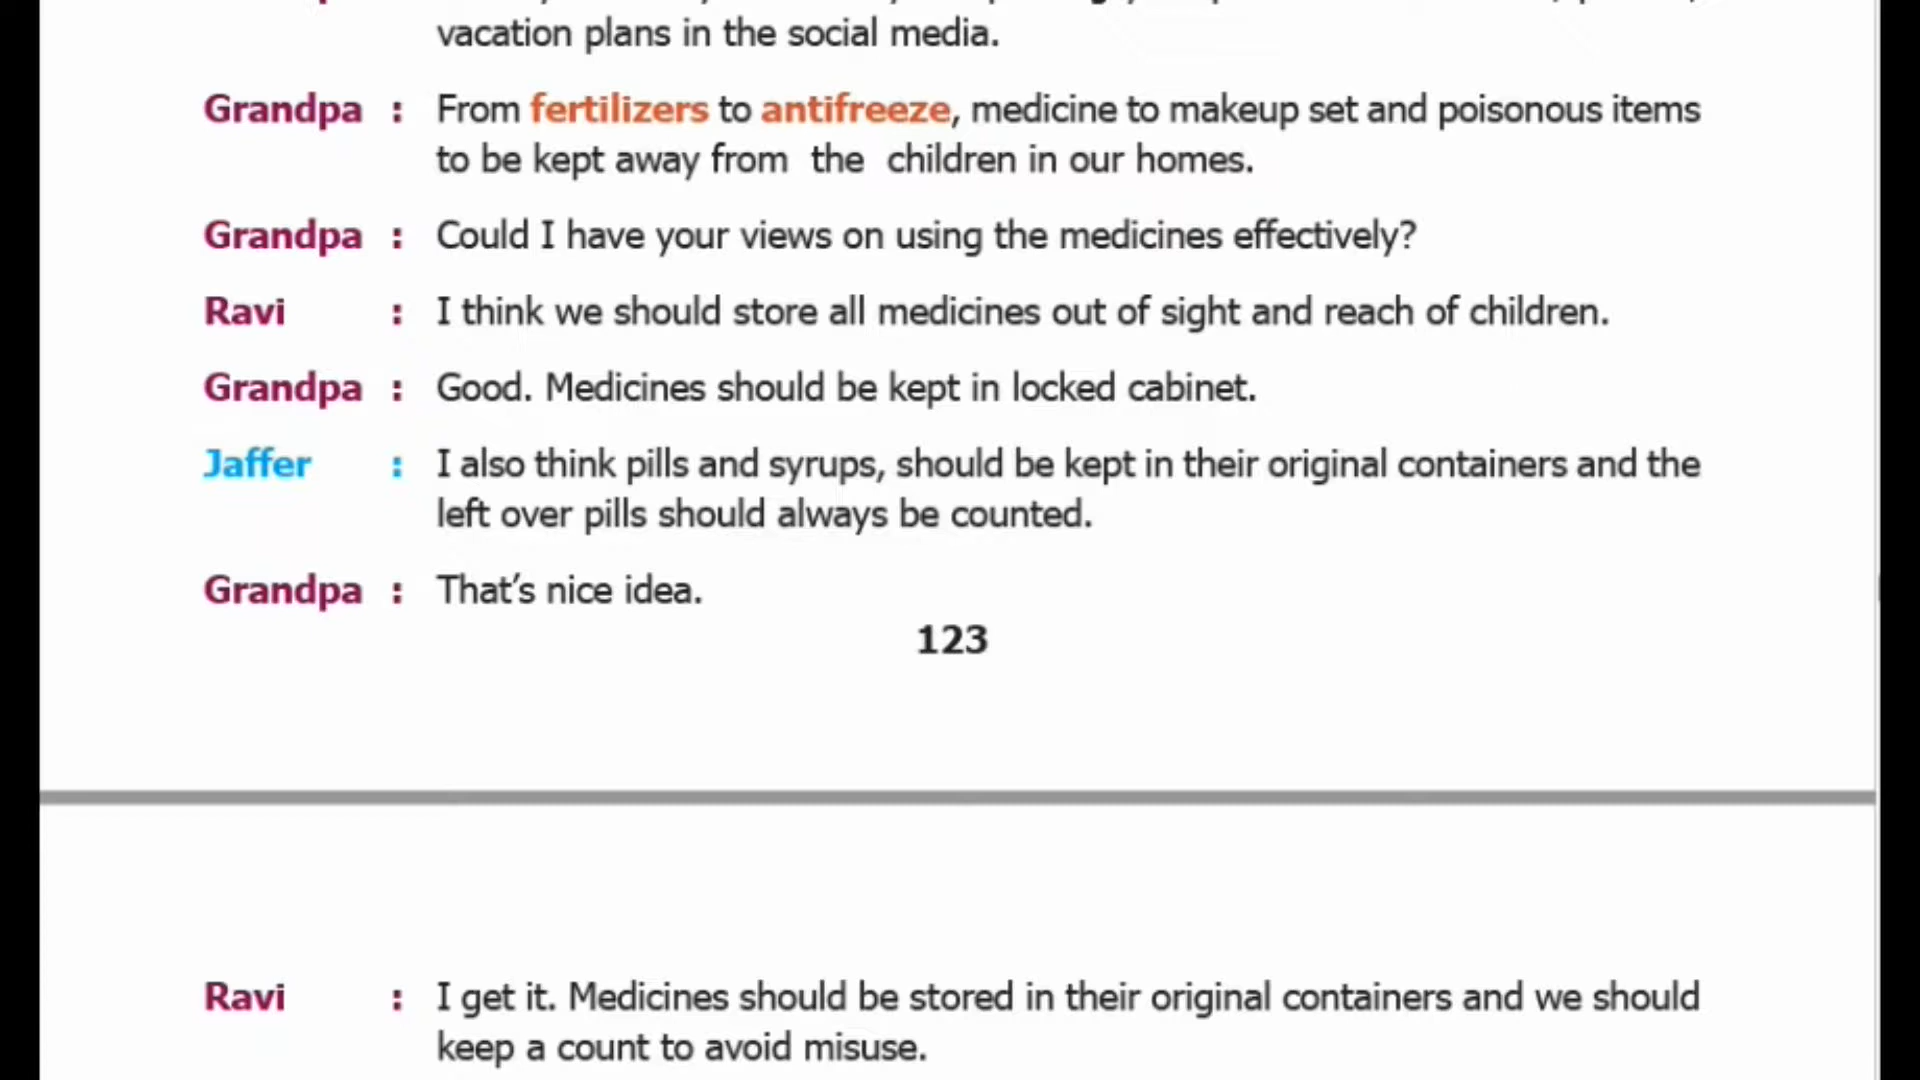 vacation plans in the social media.
Grandpa : From fertilizers to antifreeze, medicine to makeup set and poisonous items
to be kept away from the children in our homes.
Grandpa : Could I have your views on using the medicines effectively?
Ravi : I think we should store all medicines out of sight and reach of children.
Grandpa : Good. Medicines should be kept in locked cabinet.
Jaffer : I also think pills and syrups, should be kept in their original containers and the
left over pills should always be counted.
Grandpa : That's nice idea.
123
Ravi : I get it. Medicines should be stored in their original containers and we should
keep a count to avoid misuse.